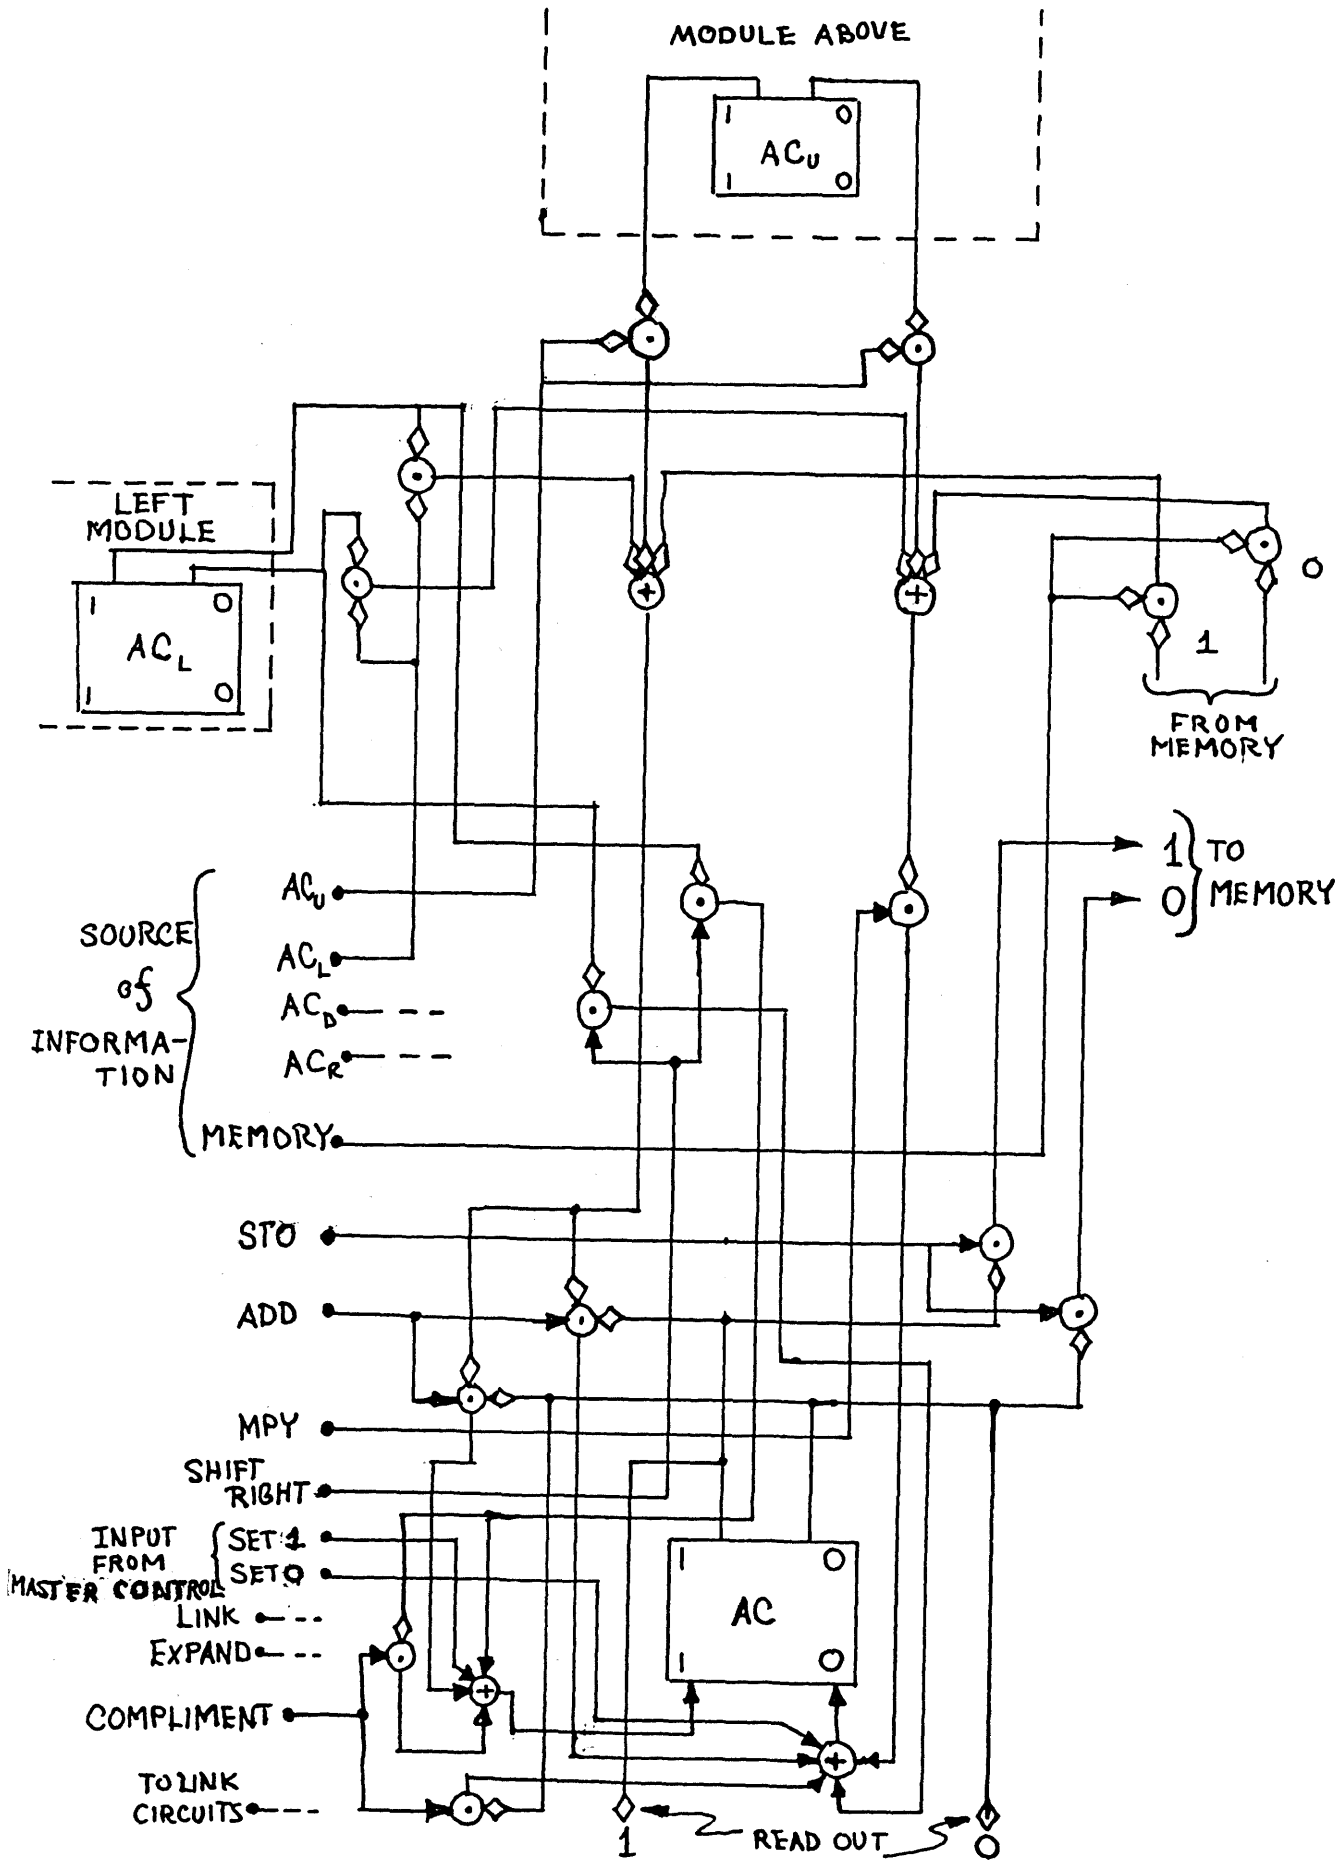 MODULE ABOVE
1 0
AC_U
1 0
LEFT
MODULE
1 0
AC_L
1 0
0
1
FROM
MEMORY
1 } TO
0 } MEMORY
SOURCE
of
INFORMA-
TION
AC_U
AC_L
AC_D
AC_R
MEMORY
STO
ADD
MPY
SHIFT
RIGHT
INPUT
FROM
MASTER CONTROL
SET 1
SET 0
LINK
EXPAND
COMPLIMENT
TO LINK
CIRCUITS
1 0
AC
1 0
1
READ OUT
0